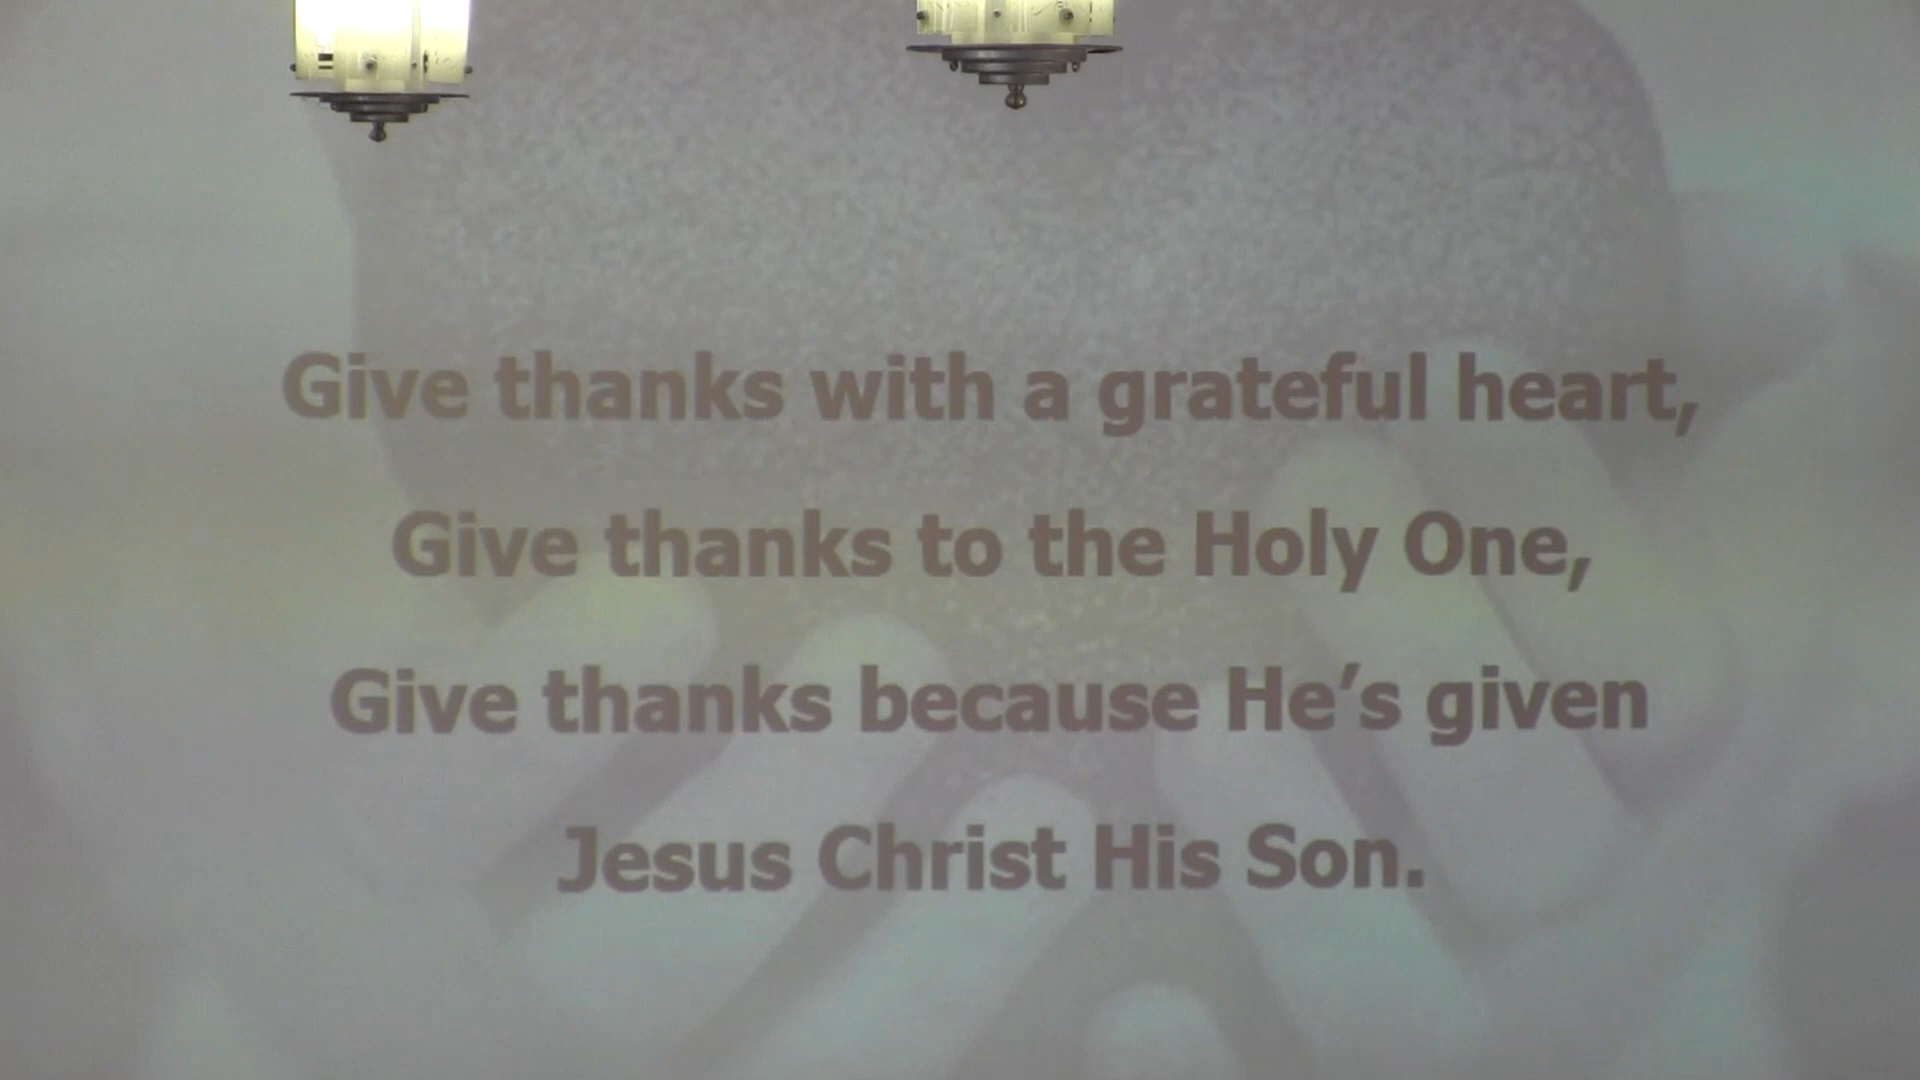 Give thanks with a grateful heart,
Give thanks to the Holy One,
Give thanks because He’s given
Jesus Christ His Son.